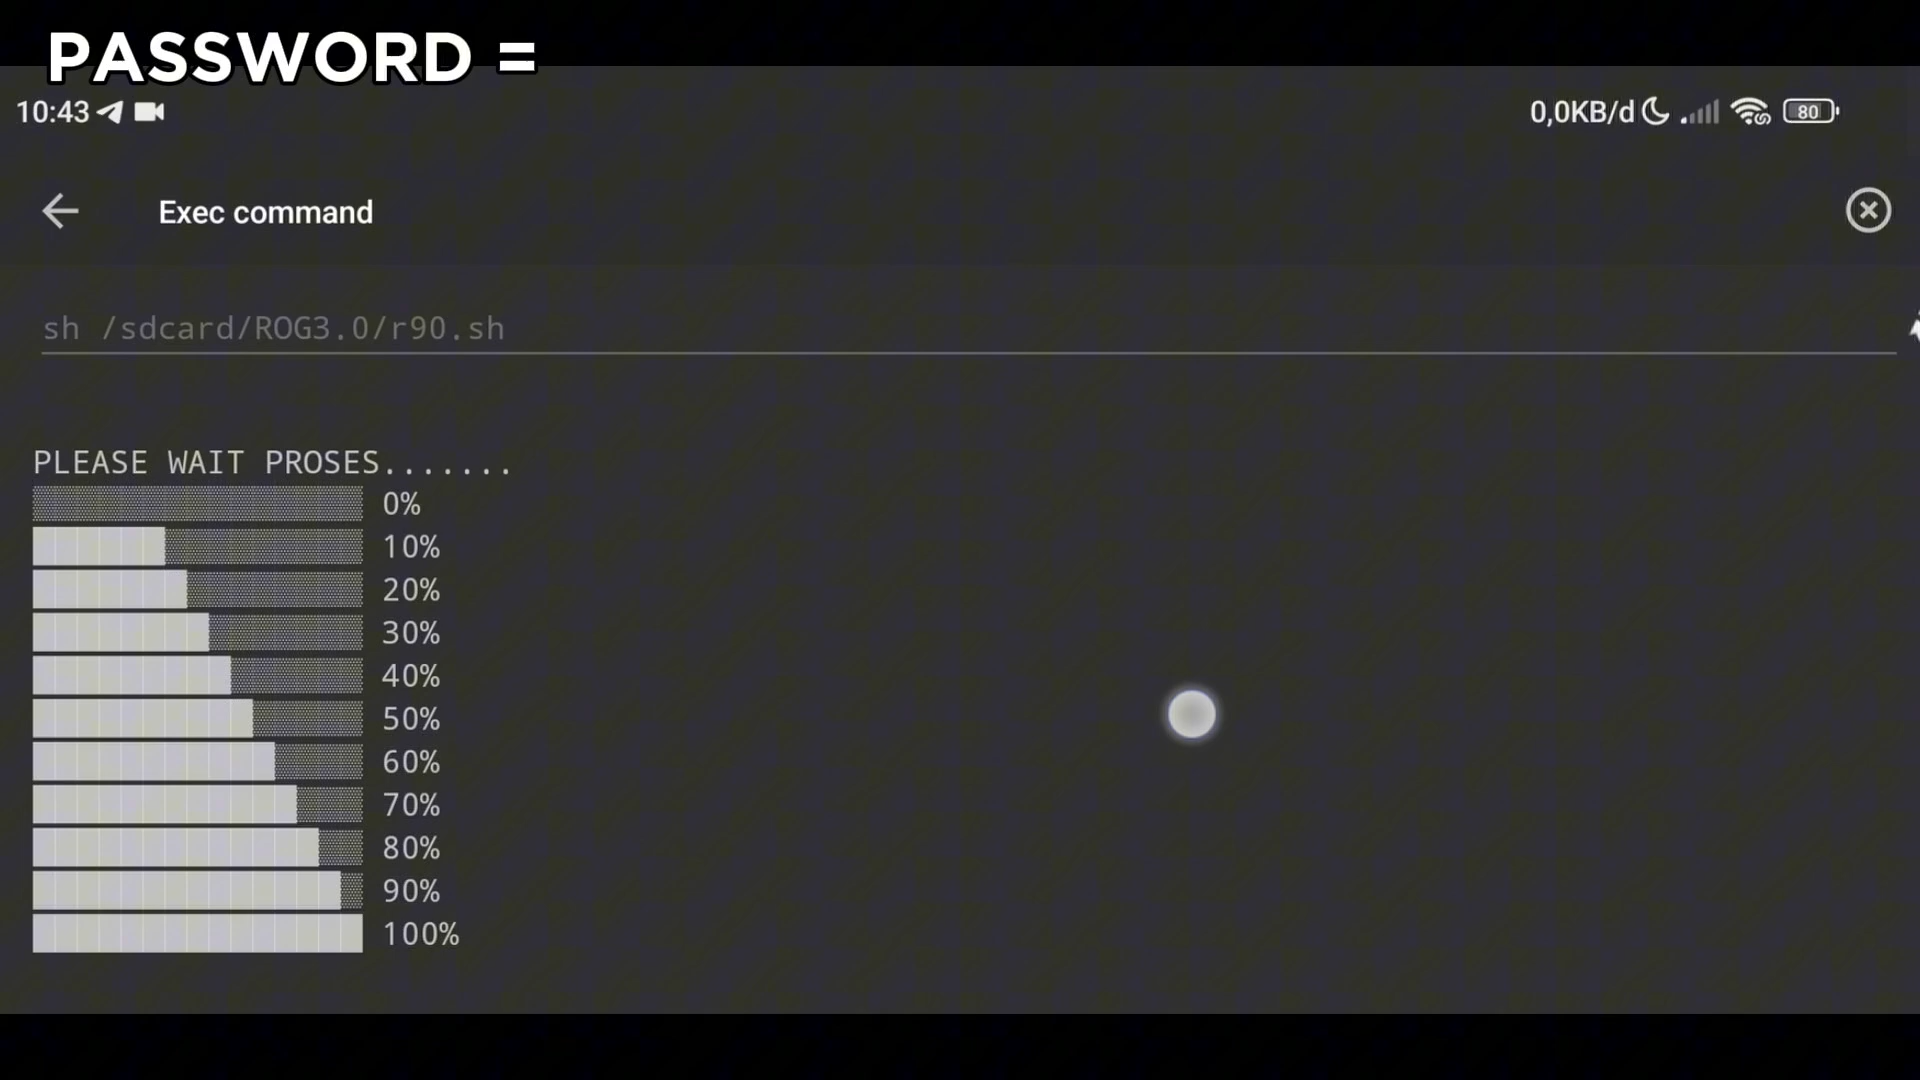 PASSWORD =
10:43
0,0KB/d
80
Exec command
sh /sdcard/ROG3.0/r90.sh
PLEASE WAIT PROSES.......
0%
10%
20%
30%
40%
50%
60%
70%
80%
90%
100%